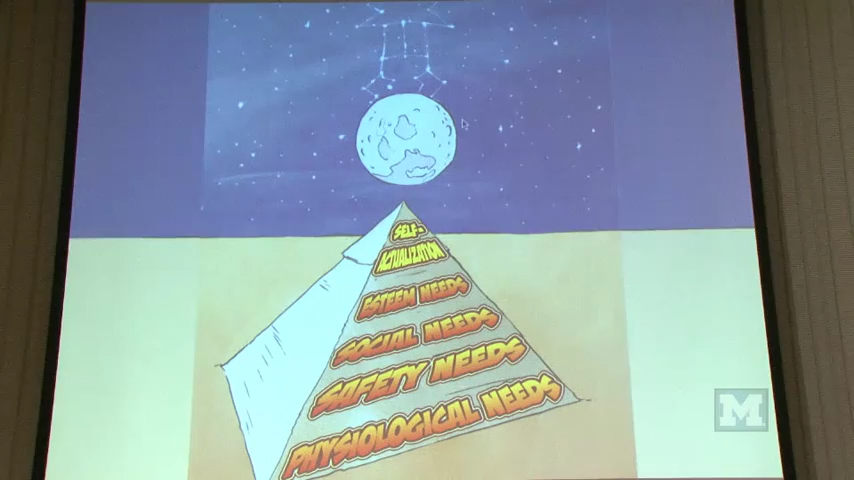 SELF-
ACTUALIZATION
ESTEEM NEEDS
SOCIAL NEEDS
SAFETY NEEDS
PHYSIOLOGICAL NEEDS
M